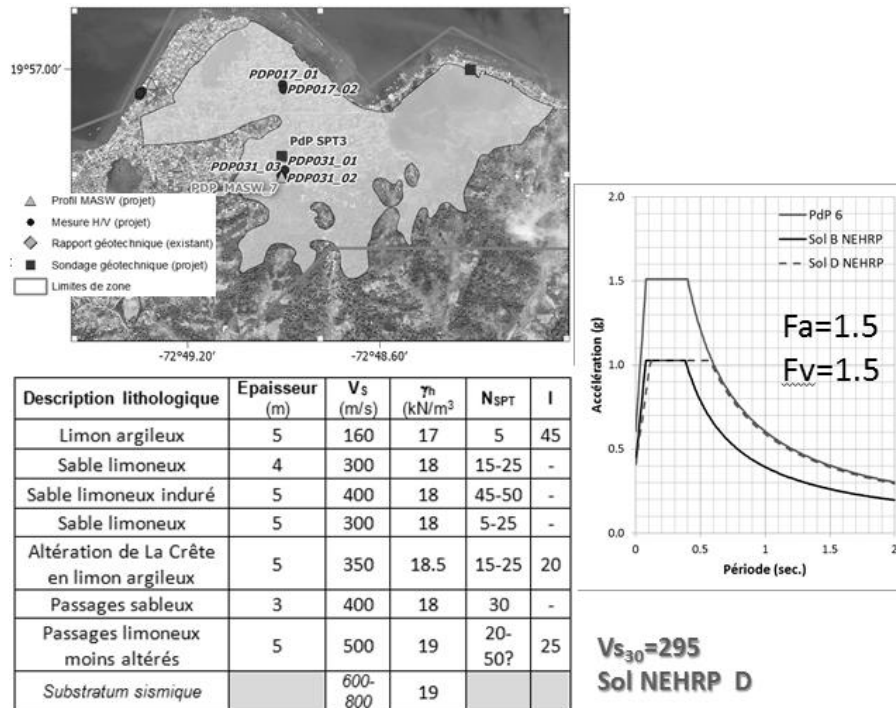 19°57.00'
PDP017_01
PDP017_02
PdP SPT3
PDP031_03
PDP031_01
PDP031_02
PDP_MASW_7
Profil MASW (projet)
Mesure H/V (projet)
Rapport géotechnique (existant)
Sondage géotechnique (projet)
Limites de zone
-72°49.20'
-72°48.60'
Description lithologique Epaisseur (m) Vs (m/s) γh (kN/m³ NSPT I
Limon argileux 5 160 17 5 45
Sable limoneux 4 300 18 15-25 -
Sable limoneux induré 5 400 18 45-50 -
Sable limoneux 5 300 18 5-25 -
Altération de La Crête en limon argileux 5 350 18.5 15-25 20
Passages sableux 3 400 18 30 -
Passages limoneux moins altérés 5 500 19 20-50? 25
Substratum sismique 600-800 19
2.0
1.5
1.0
0.5
0.0
Accélération (g)
PdP 6
Sol B NEHRP
Sol D NEHRP
Fa=1.5
Fv=1.5
0 0.5 1 1.5 2
Période (sec.)
Vs30=295
Sol NEHRP D